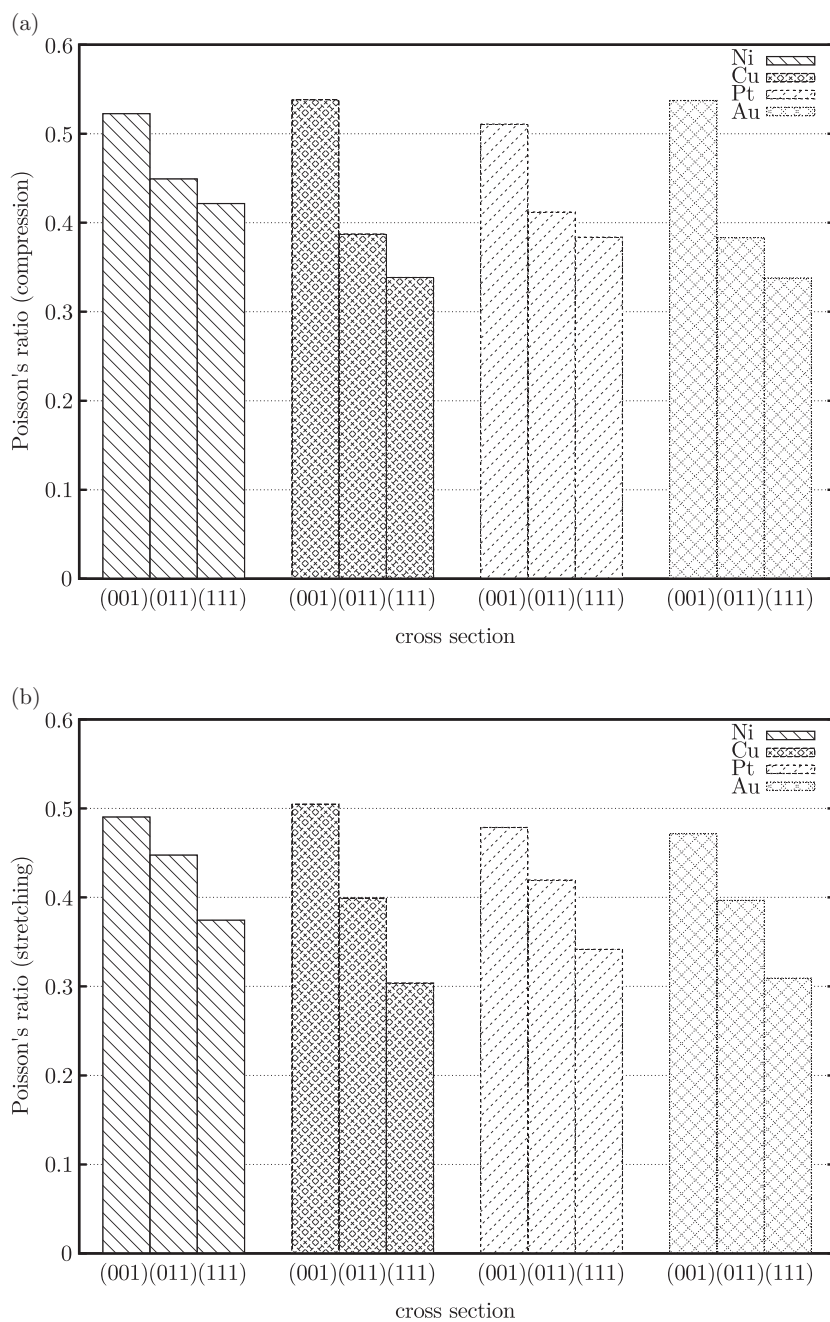 (a)
0.6
0.5
0.4
0.3
0.2
0.1
0
Poisson's ratio (compression)
Ni
Cu
Pt
Au
(001)(011)(111) (001)(011)(111) (001)(011)(111) (001)(011)(111)
cross section
(b)
0.6
0.5
0.4
0.3
0.2
0.1
0
Poisson's ratio (stretching)
Ni
Cu
Pt
Au
(001)(011)(111) (001)(011)(111) (001)(011)(111) (001)(011)(111)
cross section